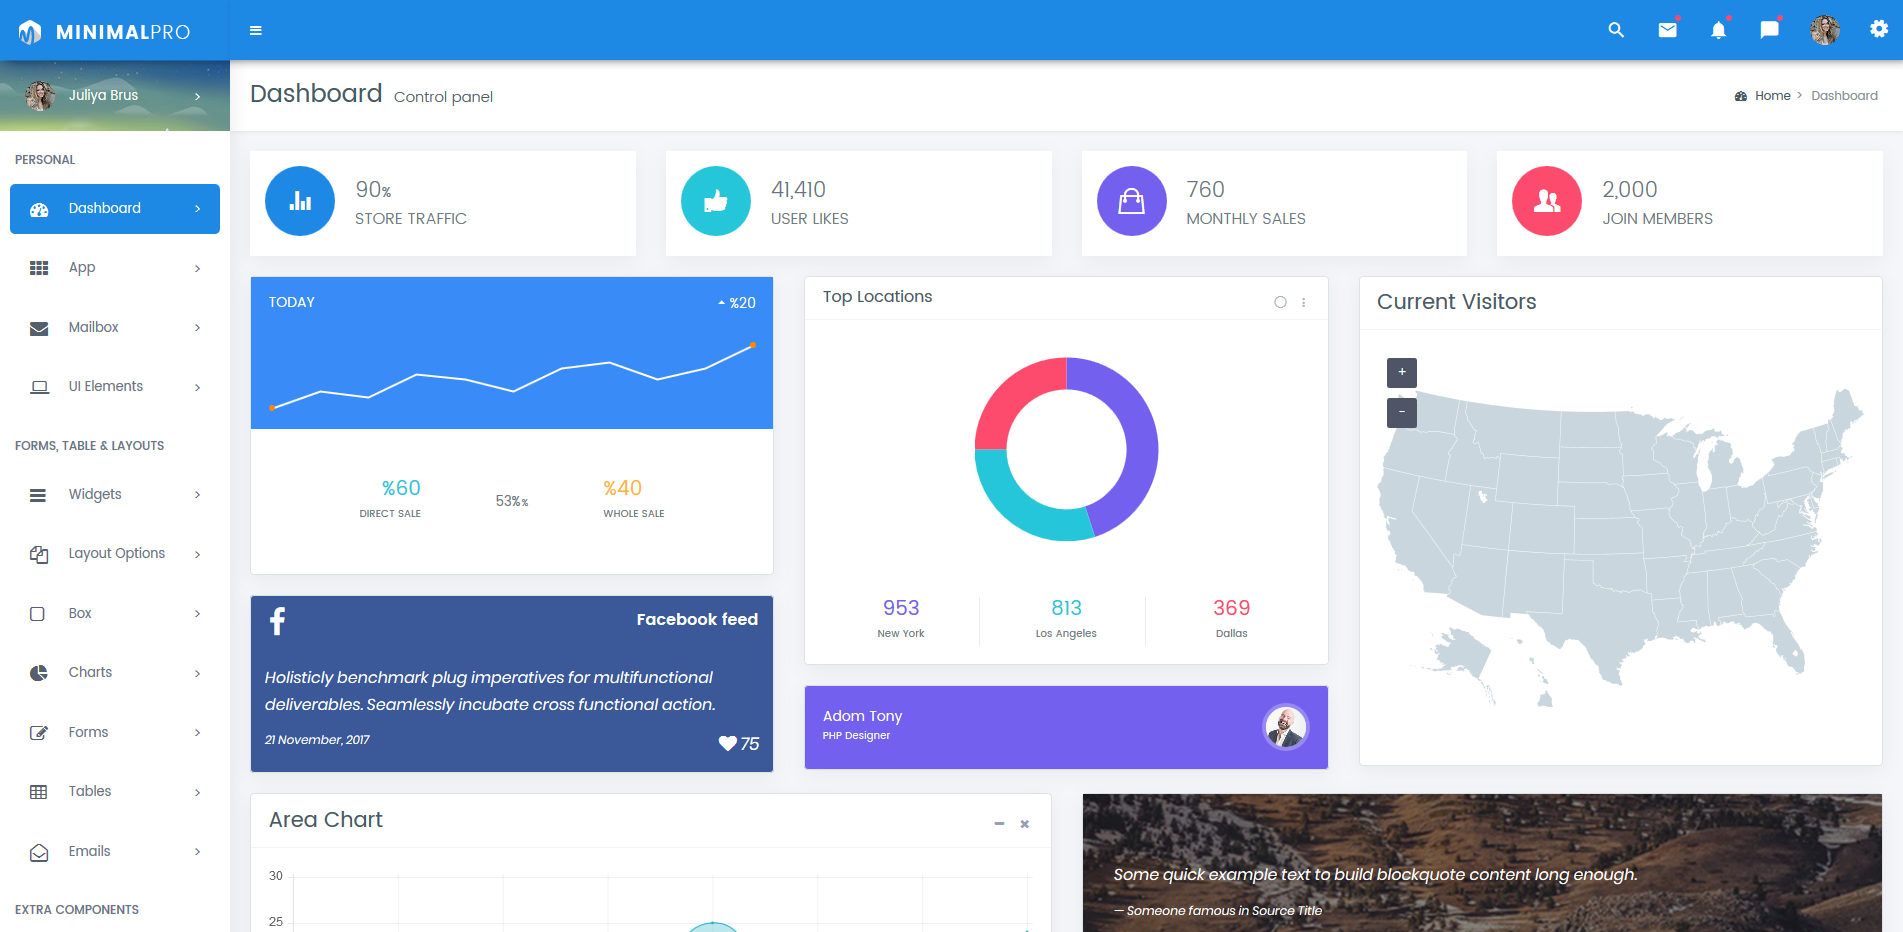 MINIMALPRO
Juliya Brus
PERSONAL
Dashboard
App
Mailbox
UI Elements
FORMS, TABLE & LAYOUTS
Widgets
Layout Options
Box
Charts
Forms
Tables
Emails
EXTRA COMPONENTS
Dashboard Control panel
Home > Dashboard
90%
STORE TRAFFIC
41,410
USER LIKES
760
MONTHLY SALES
2,000
JOIN MEMBERS
TODAY
%20
%60
DIRECT SALE
53%%
%40
WHOLE SALE
Facebook feed
Holisticly benchmark plug imperatives for multifunctional
deliverables. Seamlessly incubate cross functional action.
21 November, 2017
75
Top Locations
953
New York
813
Los Angeles
369
Dallas
Adom Tony
PHP Designer
Current Visitors
+
−
Area Chart
30
25
Some quick example text to build blockquote content long enough.
— Someone famous in Source Title